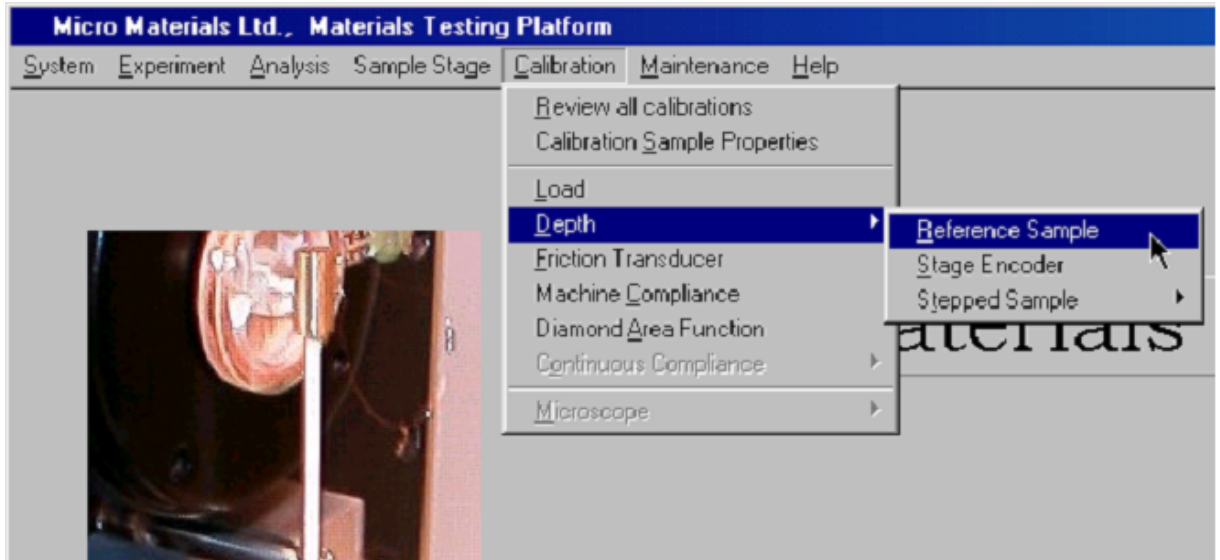 Micro Materials Ltd., Materials Testing Platform
System Experiment Analysis Sample Stage Calibration Maintenance Help
Review all calibrations
Calibration Sample Properties
Load
Depth
Friction Transducer
Machine Compliance
Diamond Area Function
Continuous Compliance
Microscope
Reference Sample
Stage Encoder
Stepped Sample
aterials